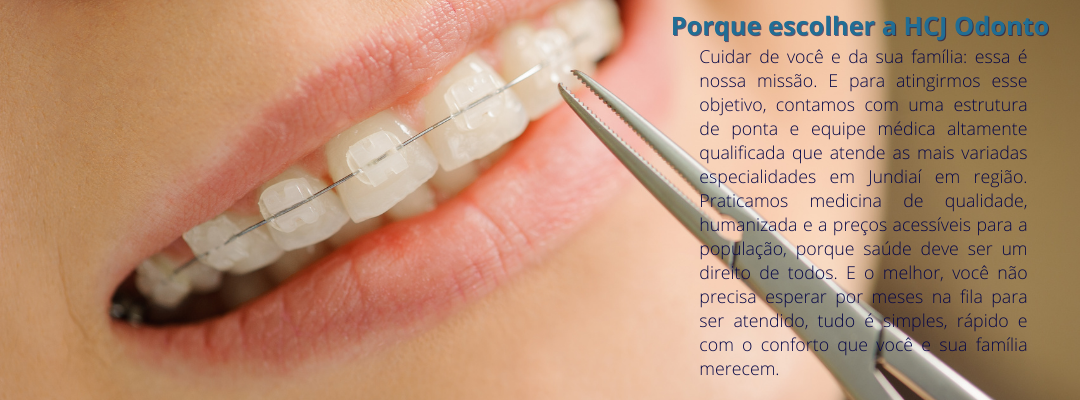 Porque escolher a HCJ Odonto
Cuidar de você e da sua família: essa é
nossa missão. E para atingirmos esse
objetivo, contamos com uma estrutura
de ponta e equipe médica altamente
qualificada que atende as mais variadas
especialidades em Jundiaí em região.
Praticamos medicina de qualidade,
humanizada e a preços acessíveis para a
população, porque saúde deve ser um
direito de todos. E o melhor, você não
precisa esperar por meses na fila para
ser atendido, tudo é simples, rápido e
com o conforto que você e sua família
merecem.